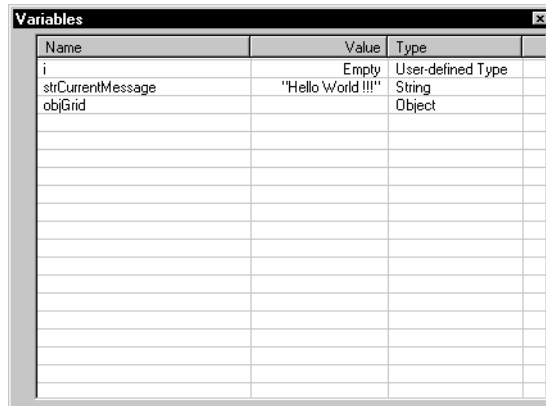 Variables
Name Value Type
i Empty User-defined Type
strCurrentMessage "Hello World !!!" String
objGrid Object